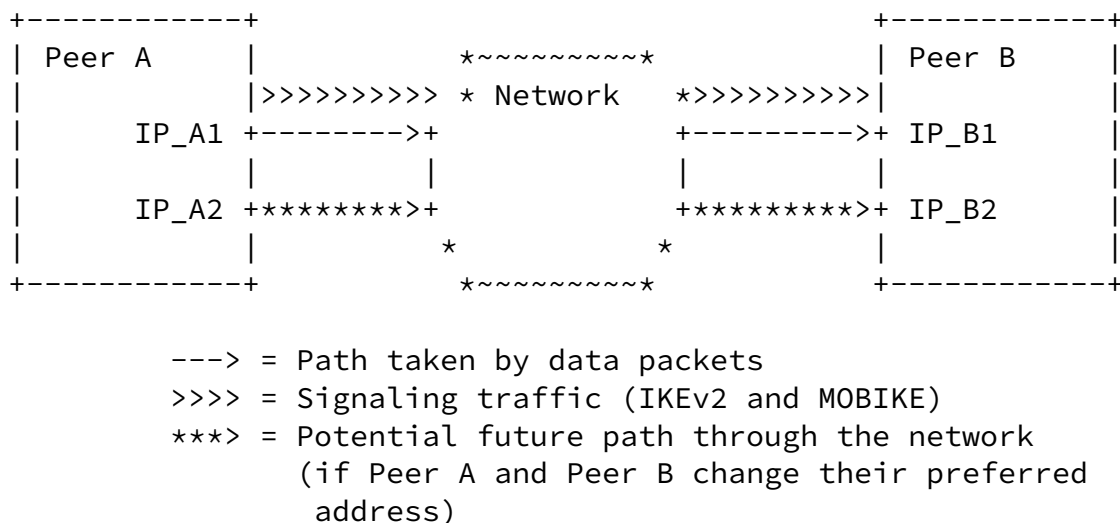 +------------+                                  +------------+
| Peer A     |           *~~~~~~~~~*            | Peer B     |
|            |>>>>>>>>>> * Network   *>>>>>>>>>>|            |
|      IP_A1 +-------->+             +--------->+ IP_B1      |
|            |         |             |          |            |
|      IP_A2 +********>+             +*********>+ IP_B2      |
|            |          *           *           |            |
+------------+           *~~~~~~~~~*            +------------+
---> = Path taken by data packets
>>>> = Signaling traffic (IKEv2 and MOBIKE)
***> = Potential future path through the network
(if Peer A and Peer B change their preferred
address)